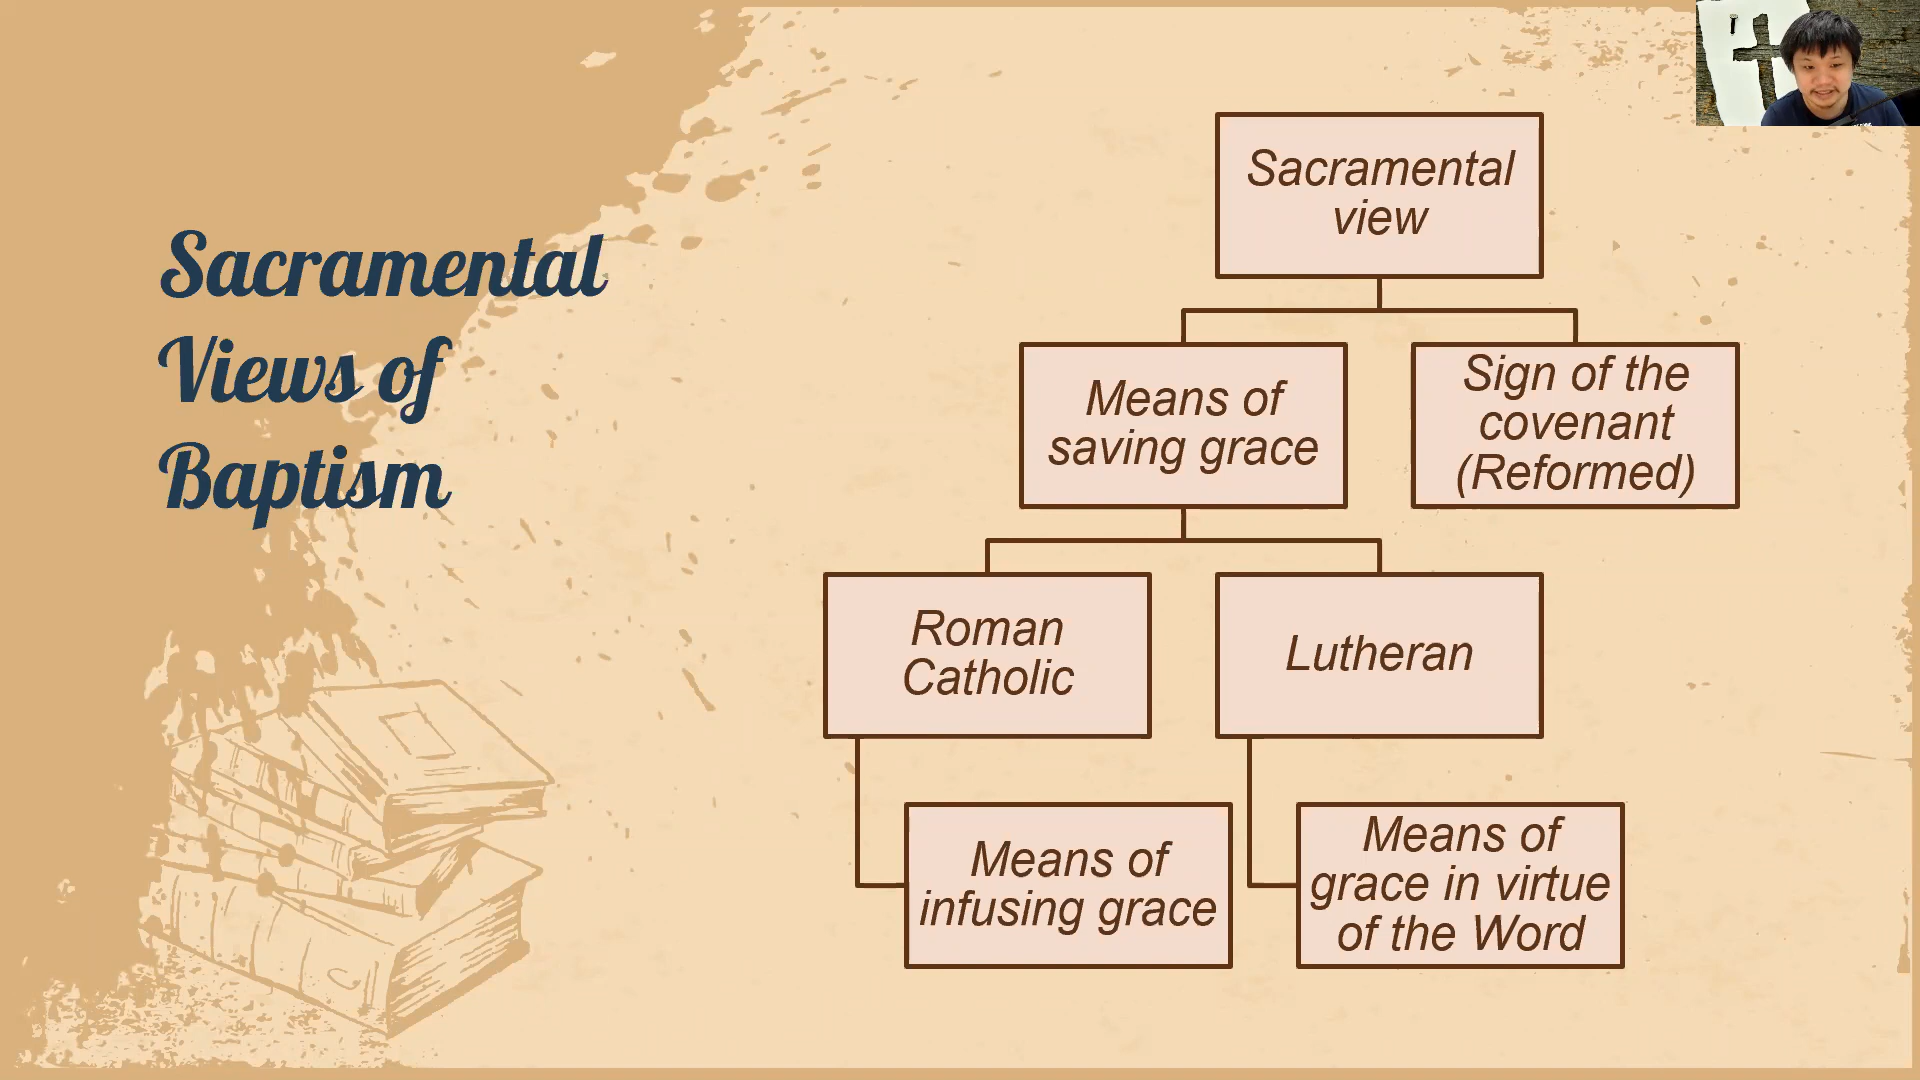 Sacramental
Views of
Baptism
Sacramental
view
Means of
saving grace
Sign of the
covenant
(Reformed)
Roman
Catholic
Lutheran
Means of
infusing grace
Means of
grace in virtue
of the Word